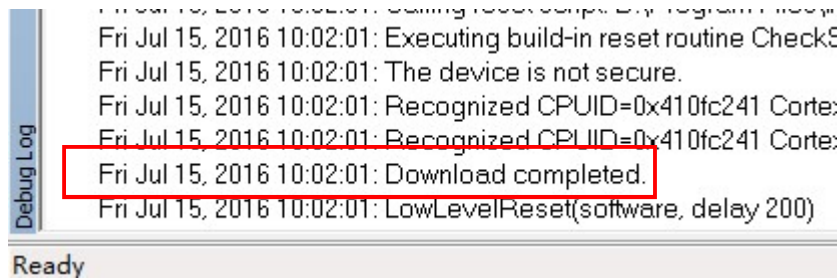 Fri Jul 15, 2016 10:02:01: Executing build-in reset routine Check
Fri Jul 15, 2016 10:02:01: The device is not secure.
Fri Jul 15, 2016 10:02:01: Recognized CPUID=0x410fc241 Corte
Fri Jul 15, 2016 10:02:01: Recognized CPUID=0x410fc241 Corte
Fri Jul 15, 2016 10:02:01: Download completed.
Fri Jul 15, 2016 10:02:01: LowLevelReset(software, delay 200)
Debug Log
Ready